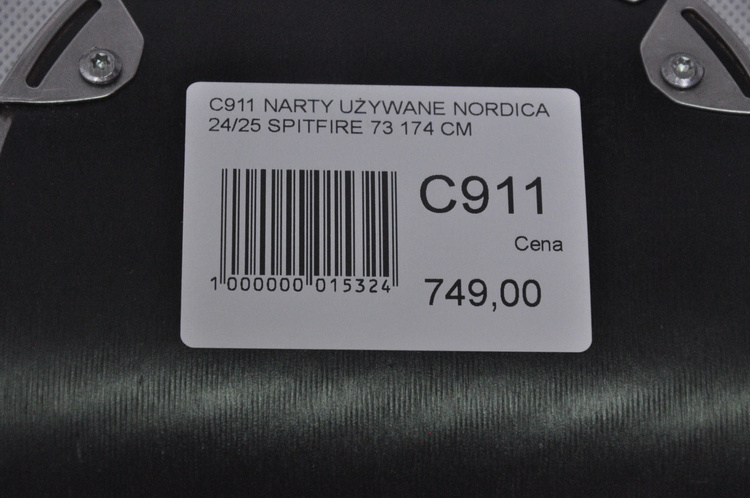 C911 NARTY UŻYWANE NORDICA
24/25 SPITFIRE 73 174 CM
C911
Cena
1 000000 015324
749,00